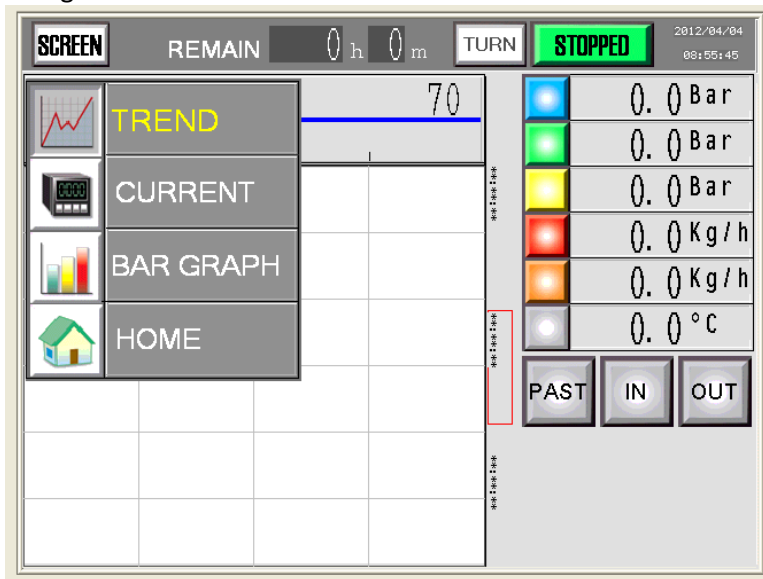 SCREEN REMAIN 0 h 0 m TURN STOPPED 2012/04/04
08:55:45
TREND
CURRENT
BAR GRAPH
HOME
70
**:**:**
**:**:**
**:**:**
0. 0 Bar
0. 0 Bar
0. 0 Bar
0. 0 Kg/h
0. 0 Kg/h
0. 0 °C
PAST IN OUT